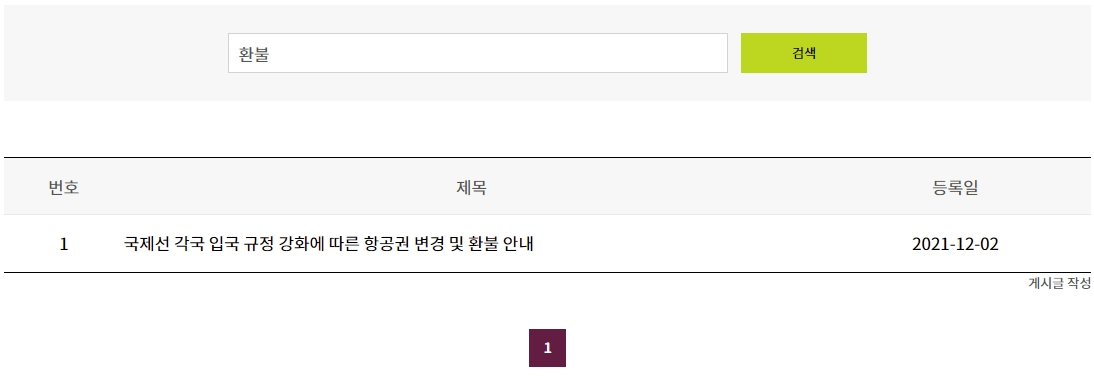 환불 검색
번호 제목 등록일
1 국제선 각국 입국 규정 강화에 따른 항공권 변경 및 환불 안내 2021-12-02
게시글 작성
1